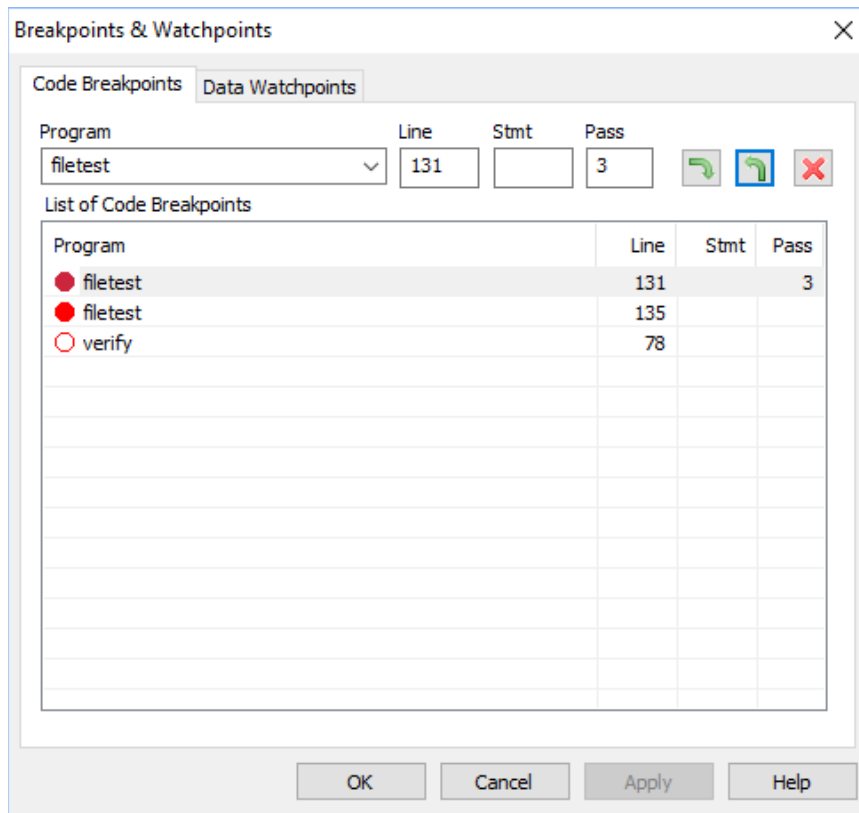 Breakpoints & Watchpoints
Code Breakpoints Data Watchpoints
Program Line Stmt Pass
filetest 131 3
List of Code Breakpoints
Program Line Stmt Pass
filetest 131 3
filetest 135
verify 78
OK Cancel Apply Help